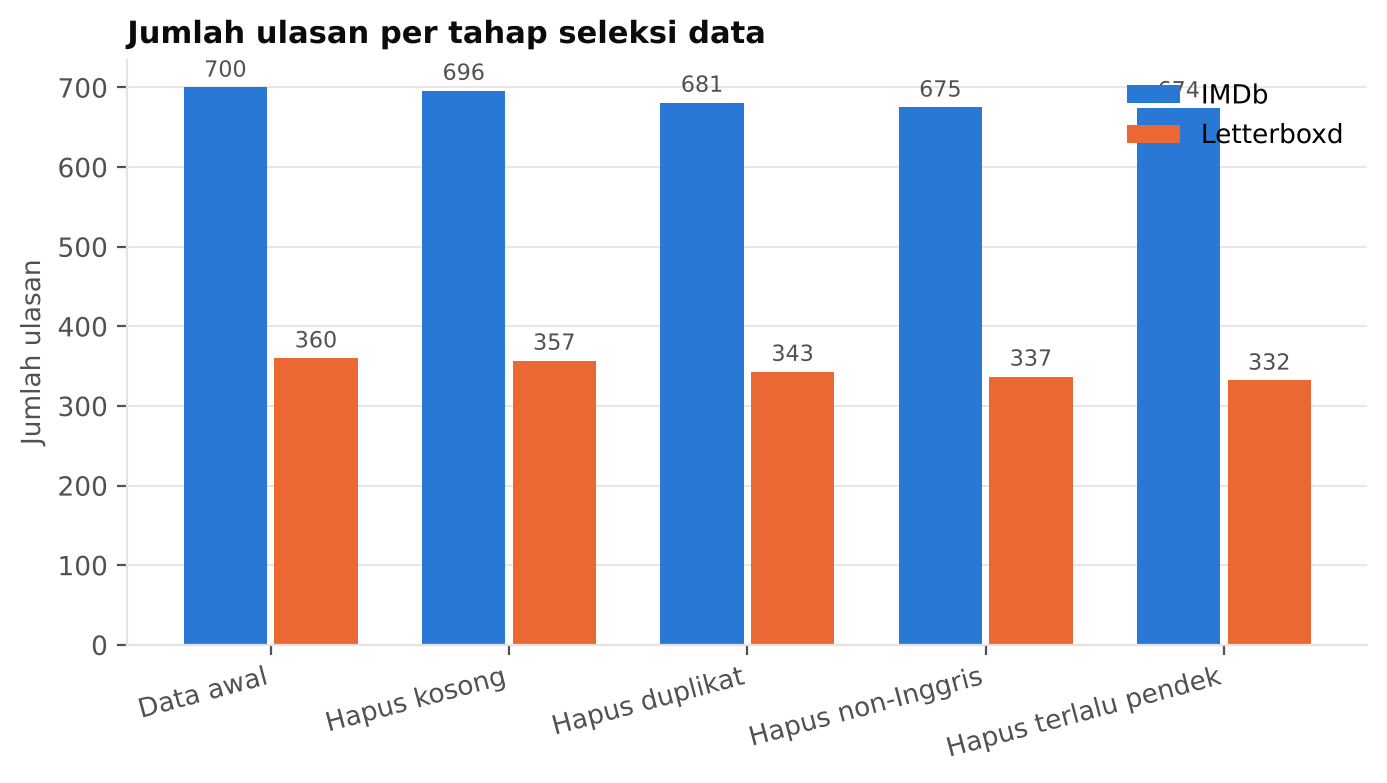 Jumlah ulasan per tahap seleksi data
Jumlah ulasan
700
600
500
400
300
200
100
0
700
696
681
675
674
360
357
343
337
332
IMDb
Letterboxd
Data awal
Hapus kosong
Hapus duplikat
Hapus non-Inggris
Hapus terlalu pendek